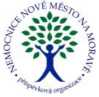 NEMOCNICE NOVÉ MĚSTO NA MORAVĚ
příspěvková organizace